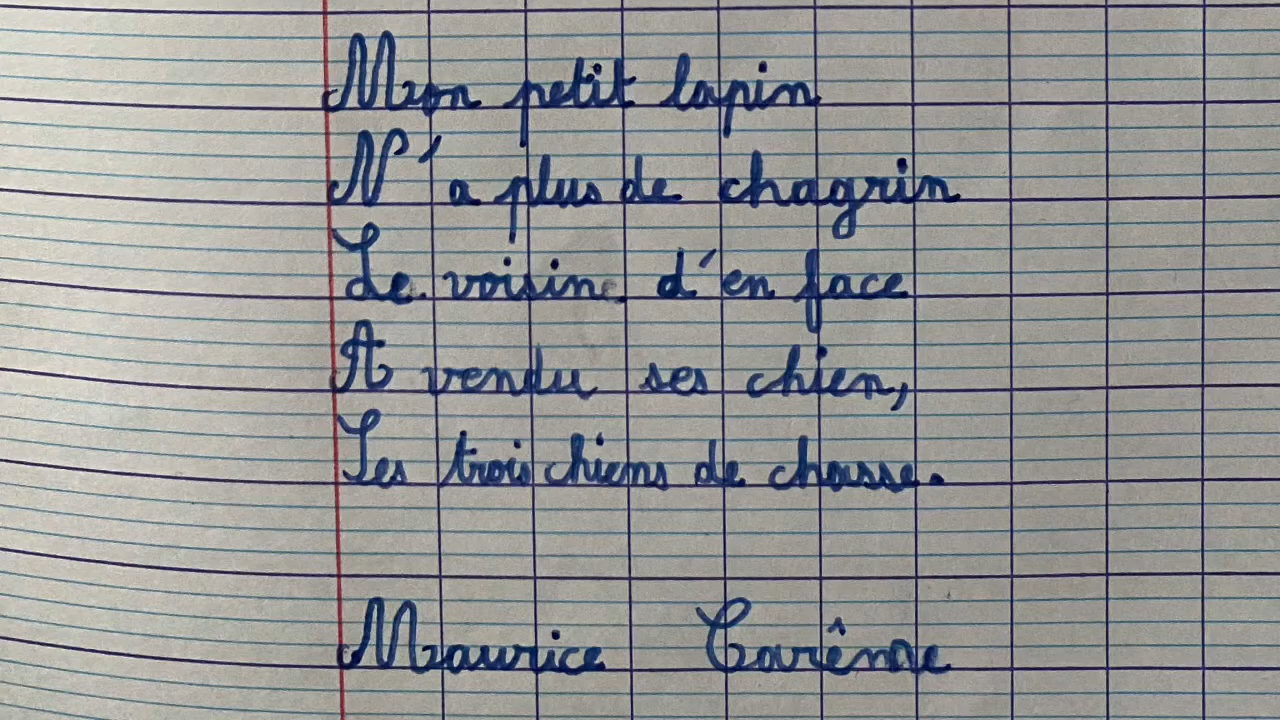 Mon petit lapin
N'a plus de chagrin
Le voisine d'en face
A vendu ses chien,
Les trois chiens de chasse.
Maurice Carême